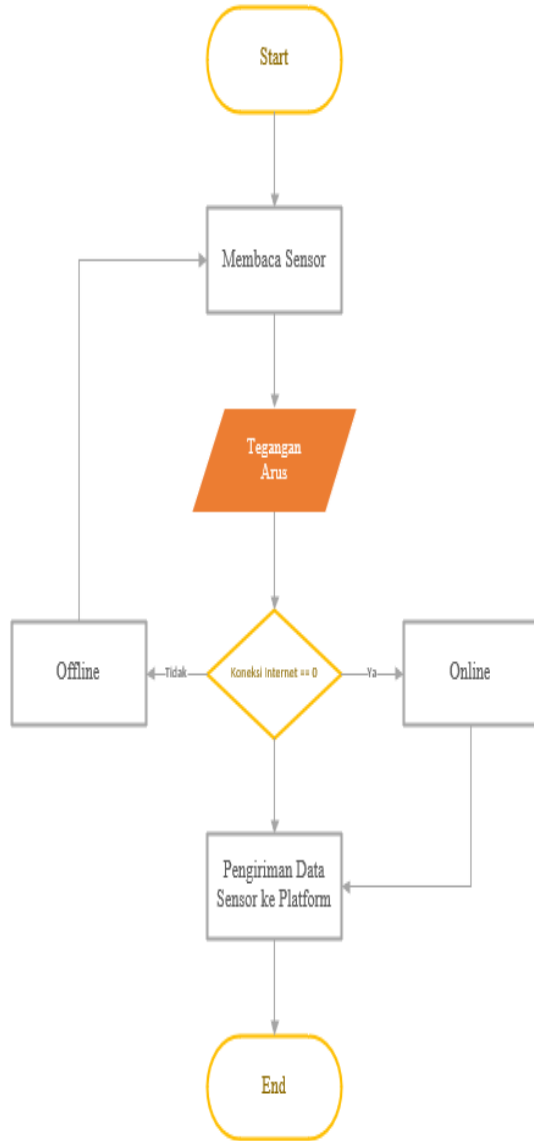 Start
Membaca Sensor
Tegangan
Arus
Offline
Tidak
Koneksi Internet == 0
Ya
Online
Pengiriman Data
Sensor ke Platform
End